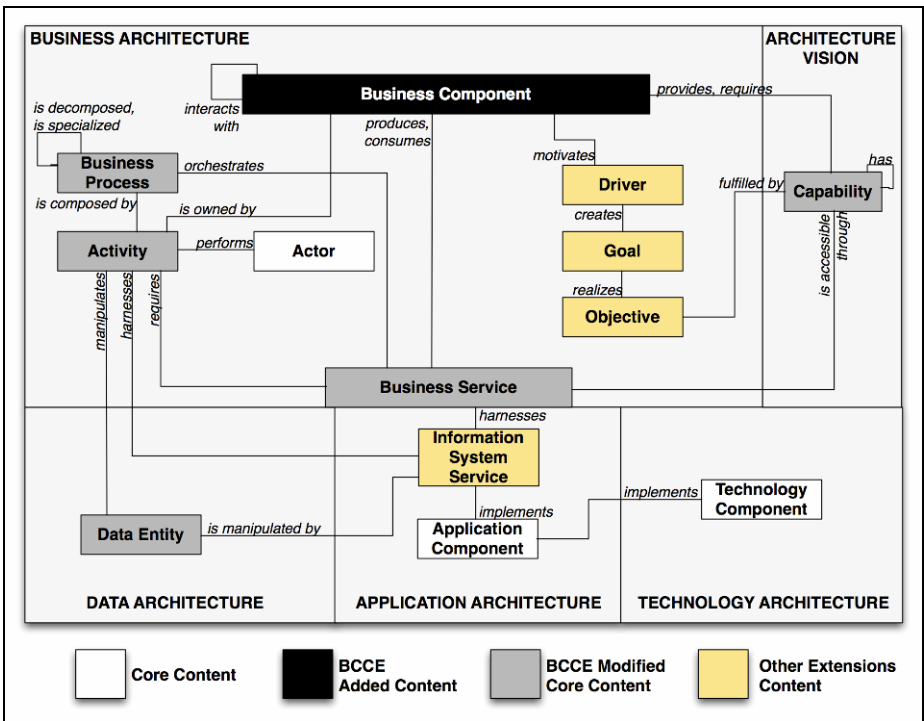 BUSINESS ARCHITECTURE
ARCHITECTURE
VISION
Business Component
provides, requires
interacts
with
produces,
consumes
is decomposed,
is specialized
motivates
has
Business
Process
orchestrates
Driver
fulfilled by
Capability
is composed by
is owned by
creates
Activity
performs
Actor
Goal
is accessible
through
manipulates
harnesses
requires
realizes
Objective
Business Service
harnesses
Information
System
Service
implements
Technology
Component
implements
Data Entity
is manipulated by
Application
Component
DATA ARCHITECTURE
APPLICATION ARCHITECTURE
TECHNOLOGY ARCHITECTURE
Core Content
BCCE
Added Content
BCCE Modified
Core Content
Other Extensions
Content